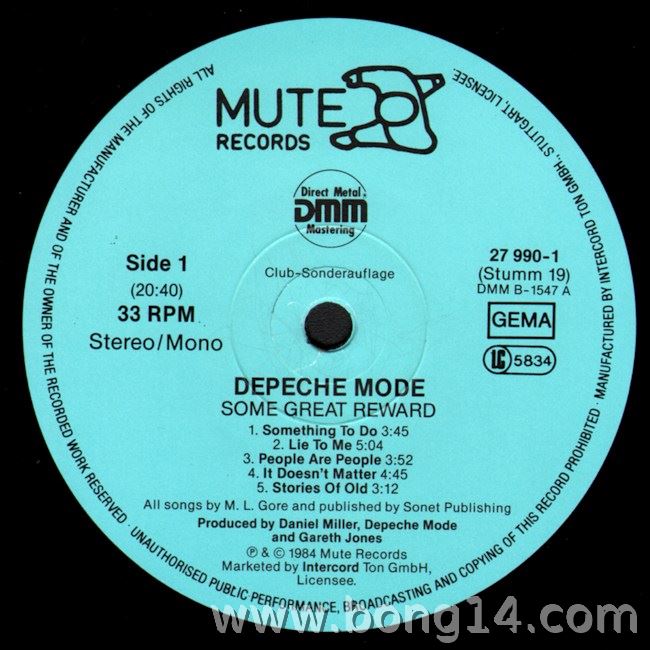 MUTE
RECORDS
Direct Metal
DMM
Mastering
Side 1
(20:40)
33 RPM
Stereo/Mono
Club-Sonderauflage
27 990-1
(Stumm 19)
DMM B-1547 A
GEMA
LC 5834
DEPECHE MODE
SOME GREAT REWARD
1. Something To Do 3:45
2. Lie To Me 5:04
3. People Are People 3:52
4. It Doesn't Matter 4:45
5. Stories Of Old 3:12
All songs by M. L. Gore and published by Sonet Publishing
Produced by Daniel Miller, Depeche Mode
and Gareth Jones
℗ & © 1984 Mute Records
Marketed by Intercord Ton GmbH,
Licensee.
ALL RIGHTS OF THE MANUFACTURER AND OF THE OWNER OF THE RECORDED WORK RESERVED · UNAUTHORISED PUBLIC PERFORMANCE, BROADCASTING AND COPYING OF THIS RECORD PROHIBITED · MANUFACTURED BY INTERCORD TON GMBH., STUTTGART, LICENSEE.
www.bong14.com